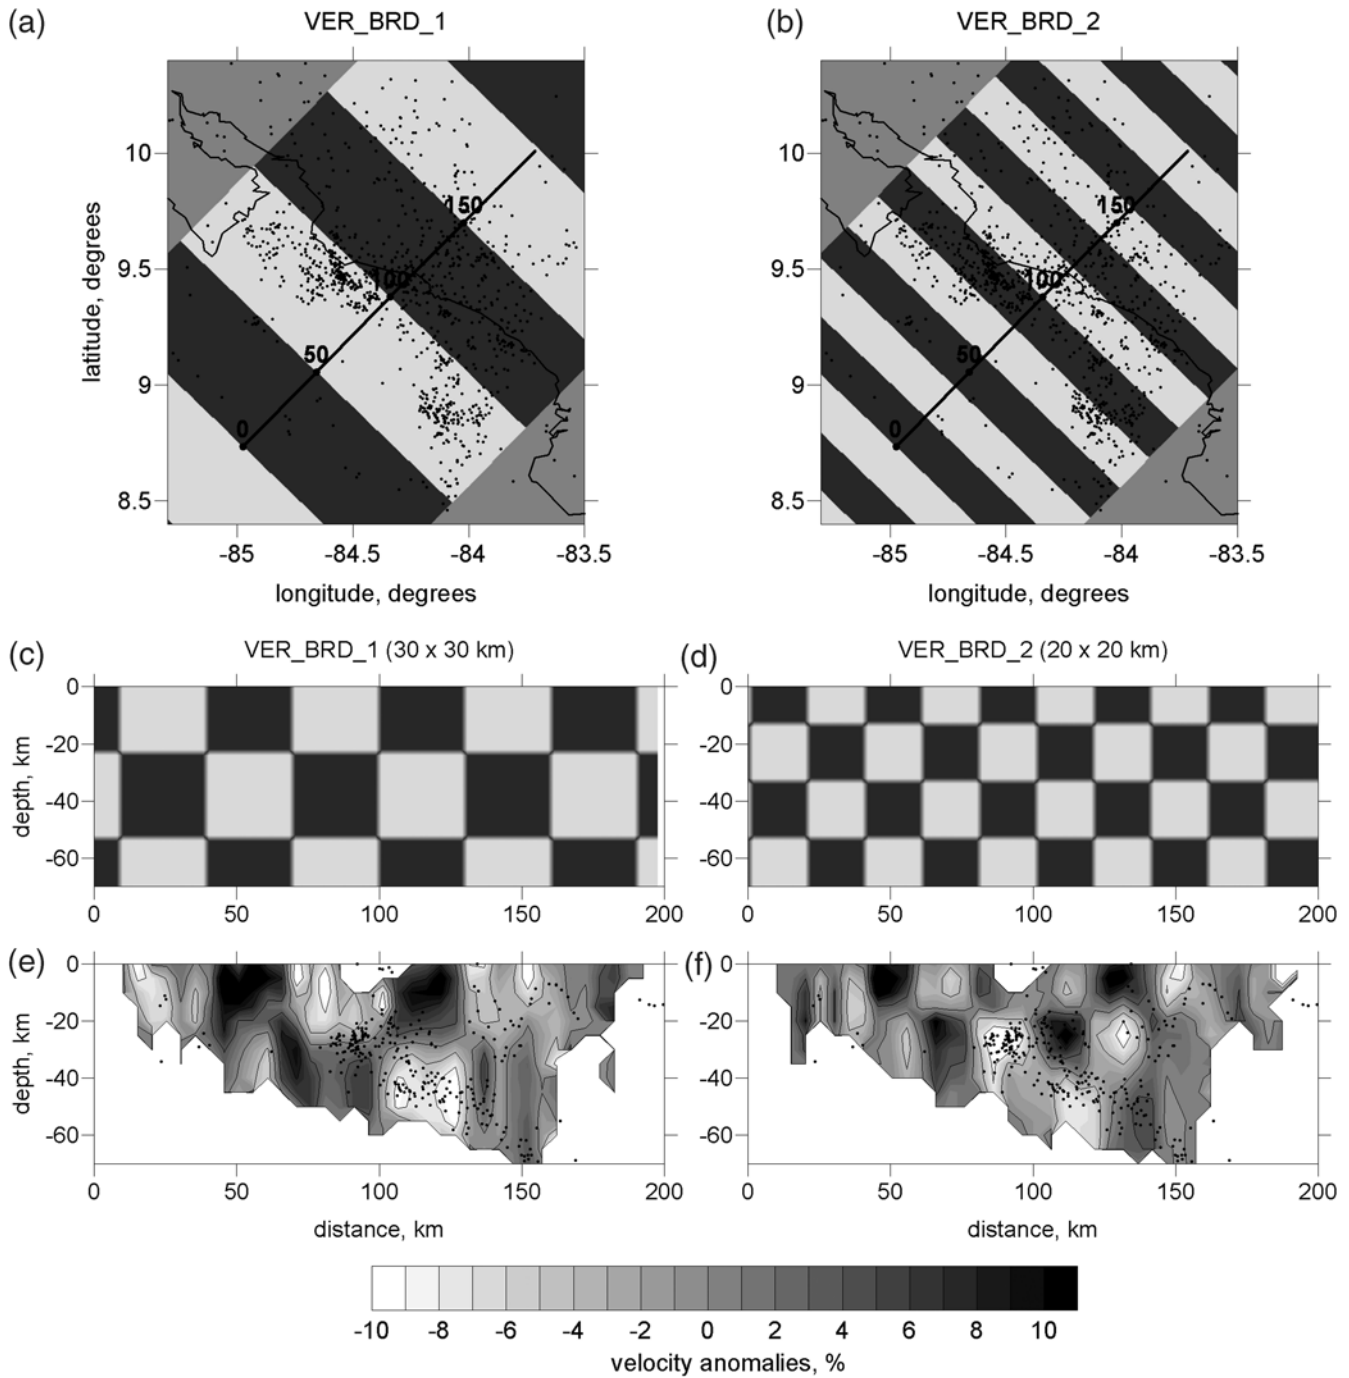 (a) VER_BRD_1
(b) VER_BRD_2
10
9.5
9
8.5
latitude, degrees
0
50
100
150
-85 -84.5 -84 -83.5
longitude, degrees
10
9.5
9
8.5
0
50
100
150
-85 -84.5 -84 -83.5
longitude, degrees
(c) VER_BRD_1 (30 x 30 km)
0
-20
-40
-60
depth, km
0 50 100 150 200
(d) VER_BRD_2 (20 x 20 km)
0
-20
-40
-60
0 50 100 150 200
(e)
0
-20
-40
-60
depth, km
0 50 100 150 200
distance, km
(f)
0
-20
-40
-60
0 50 100 150 200
distance, km
-10 -8 -6 -4 -2 0 2 4 6 8 10
velocity anomalies, %